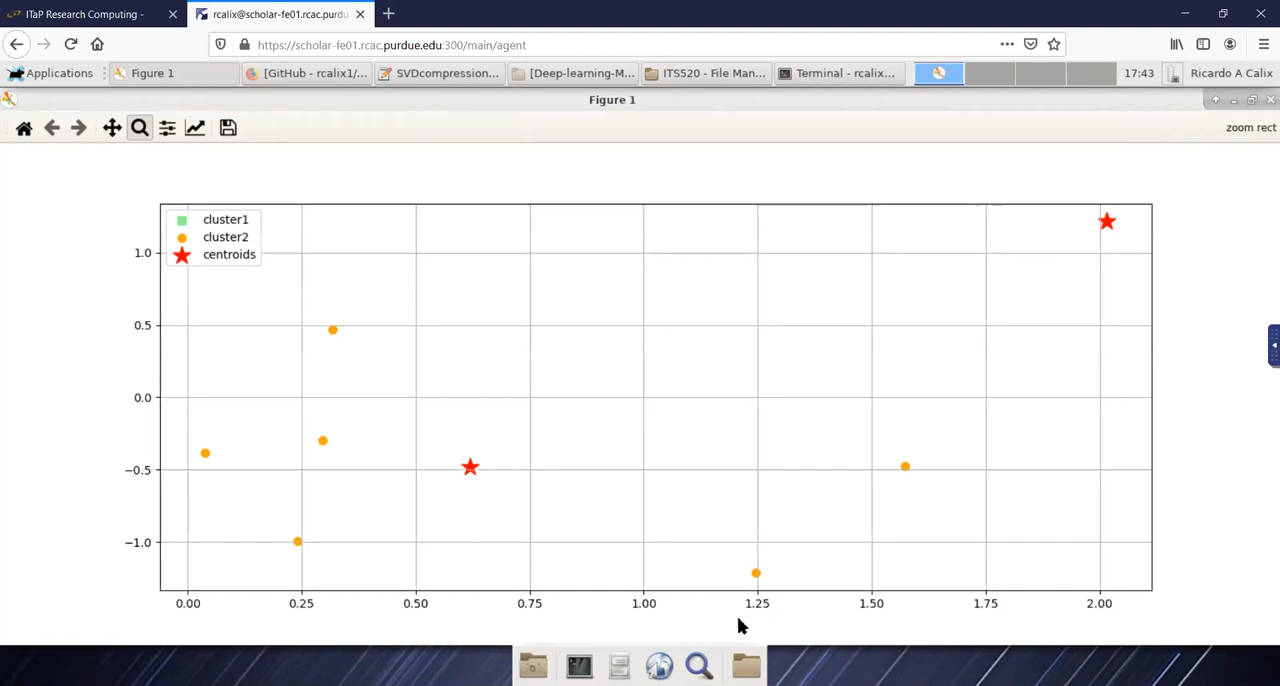 ITaP Research Computing -
rcalix@scholar-fe01.rcac.purdu
https://scholar-fe01.rcac.purdue.edu:300/main/agent
Applications
Figure 1
[GitHub - rcalix1/...
SVDcompression...
[Deep-learning-M...
ITS520 - File Man...
Terminal - rcalix...
17:43
Ricardo A Calix
Figure 1
zoom rect
cluster1
cluster2
centroids
1.0
0.5
0.0
−0.5
−1.0
0.00 0.25 0.50 0.75 1.00 1.25 1.50 1.75 2.00